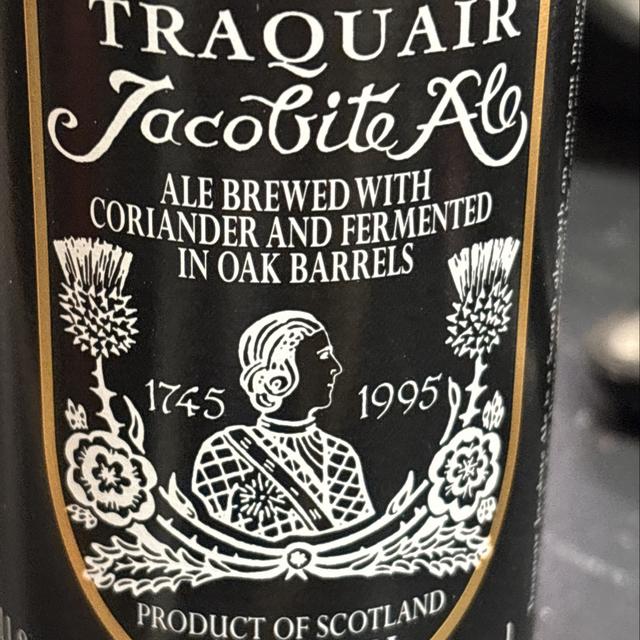 TRAQUAIR
Jacobite Ale
ALE BREWED WITH
CORIANDER AND FERMENTED
IN OAK BARRELS
1745 1995
PRODUCT OF SCOTLAND